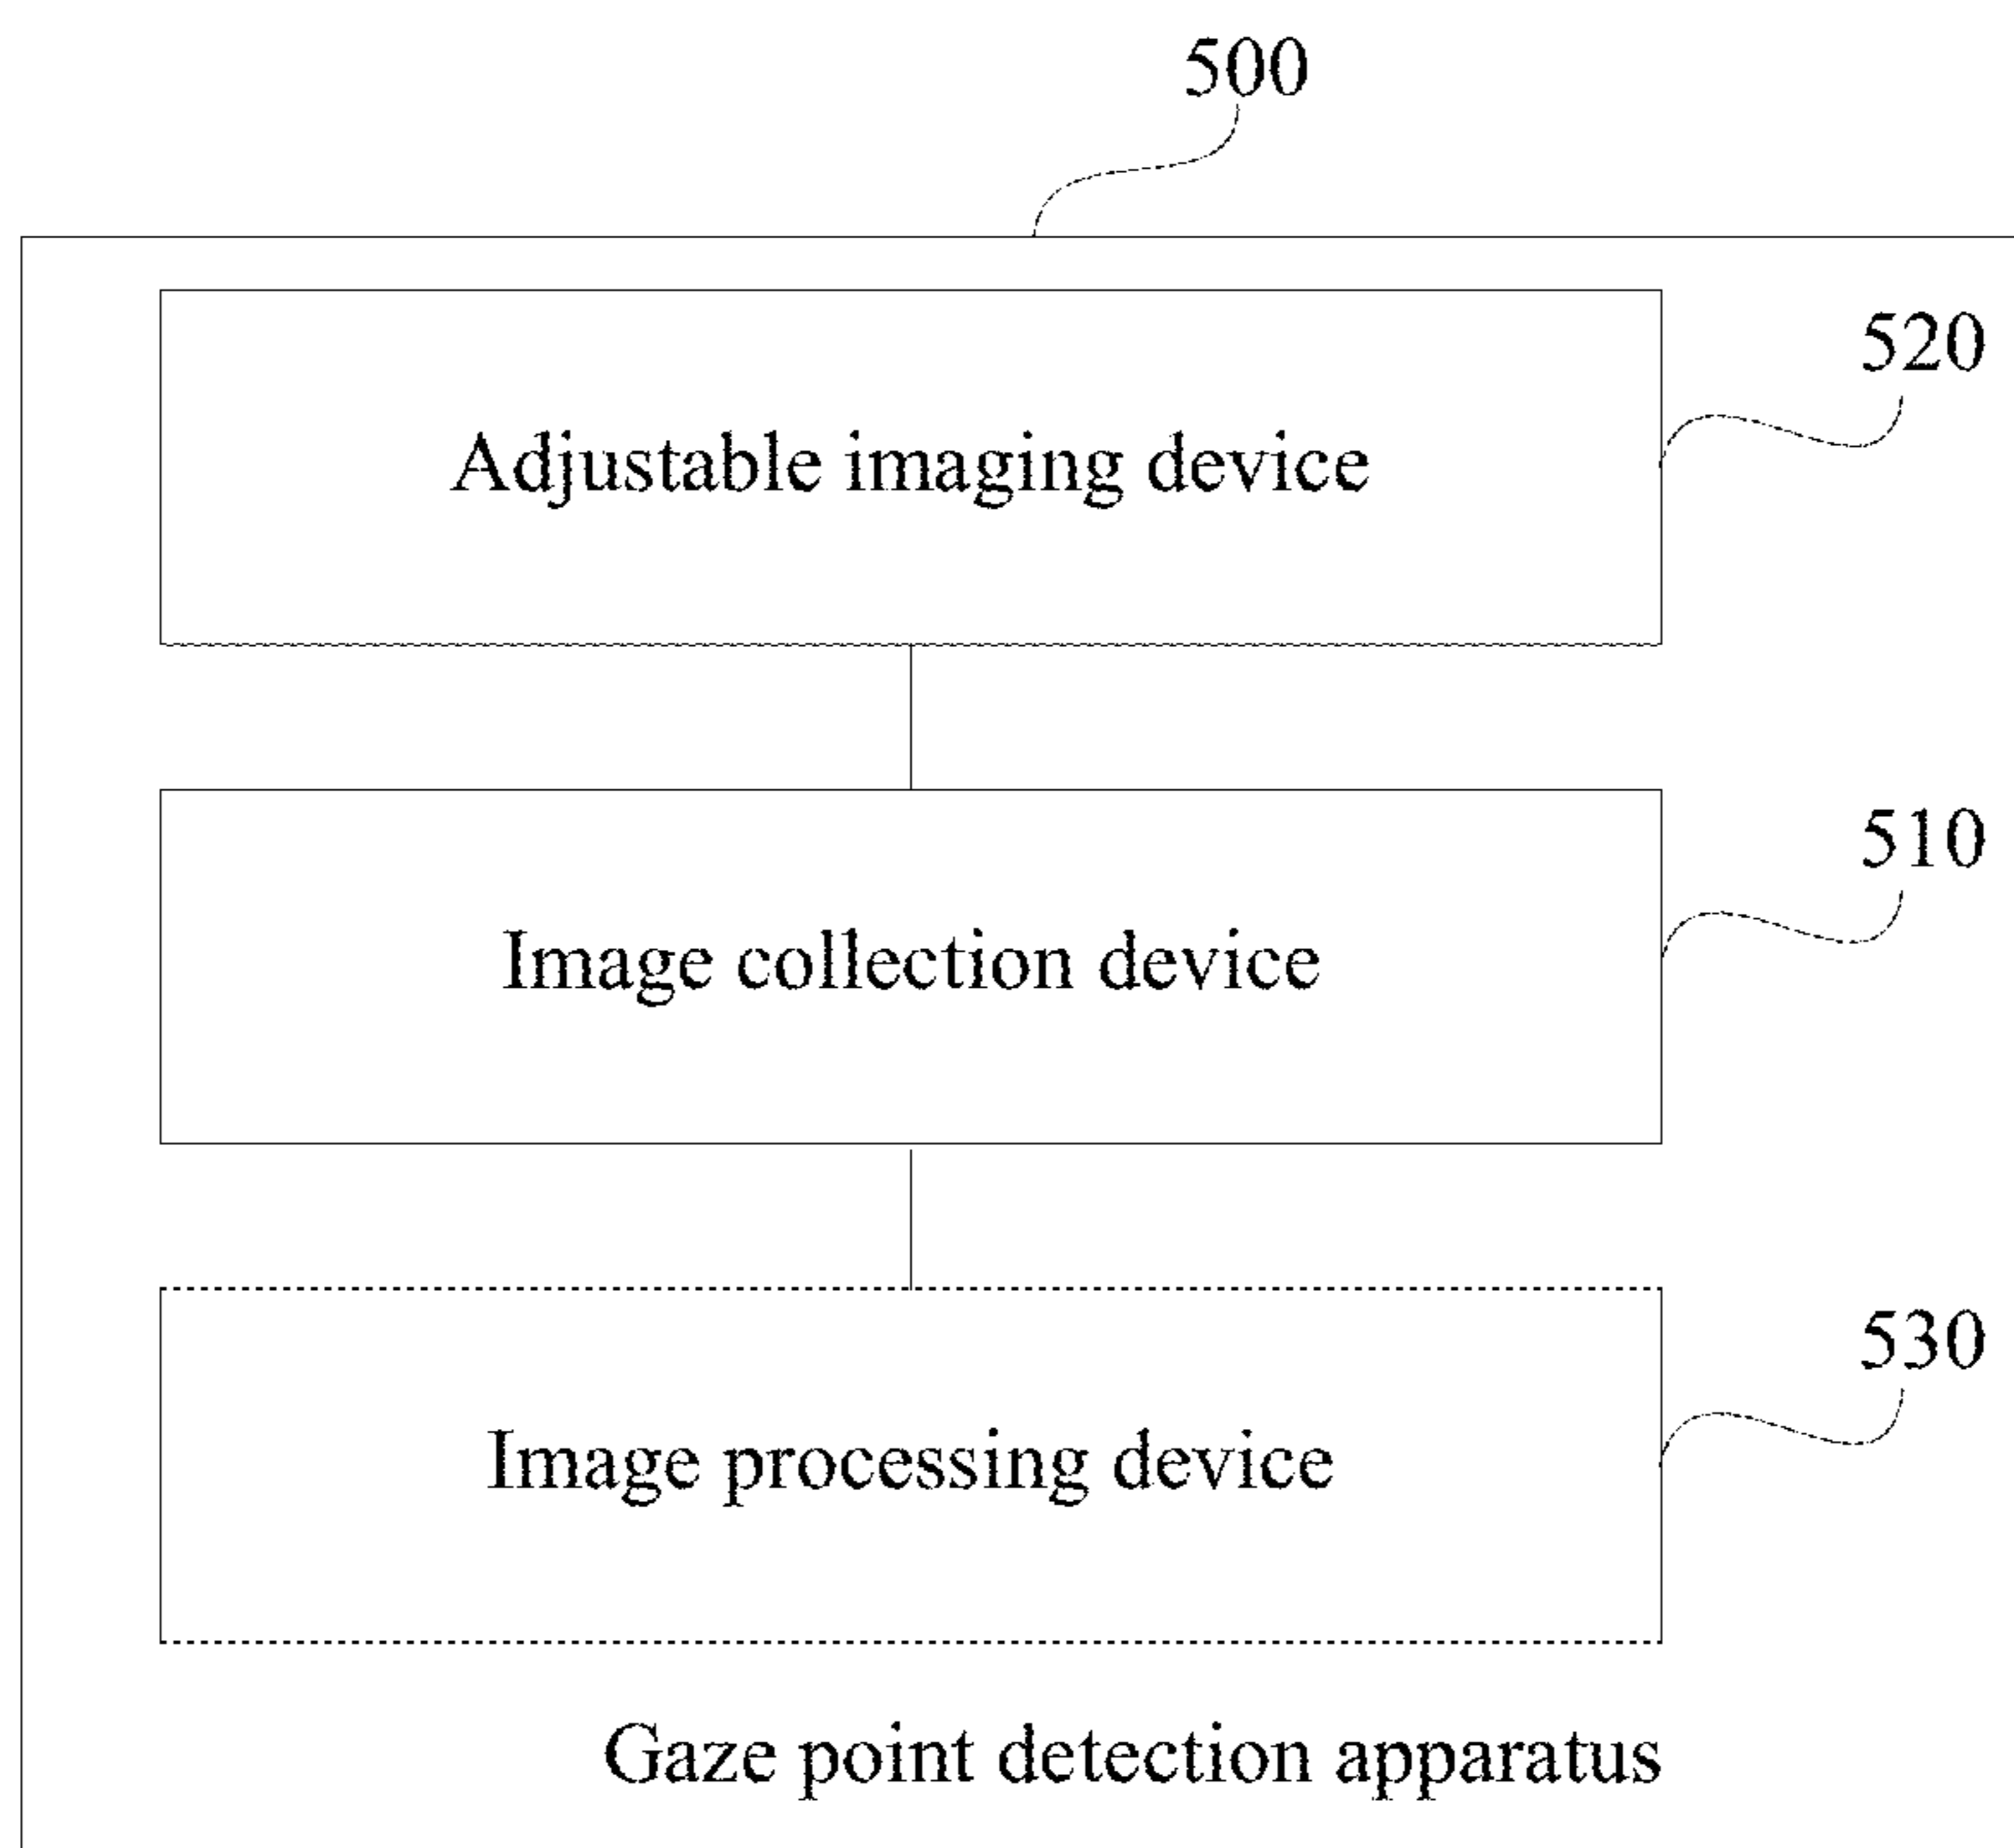 500
520
Adjustable imaging device
510
Image collection device
530
Image processing device
Gaze point detection apparatus